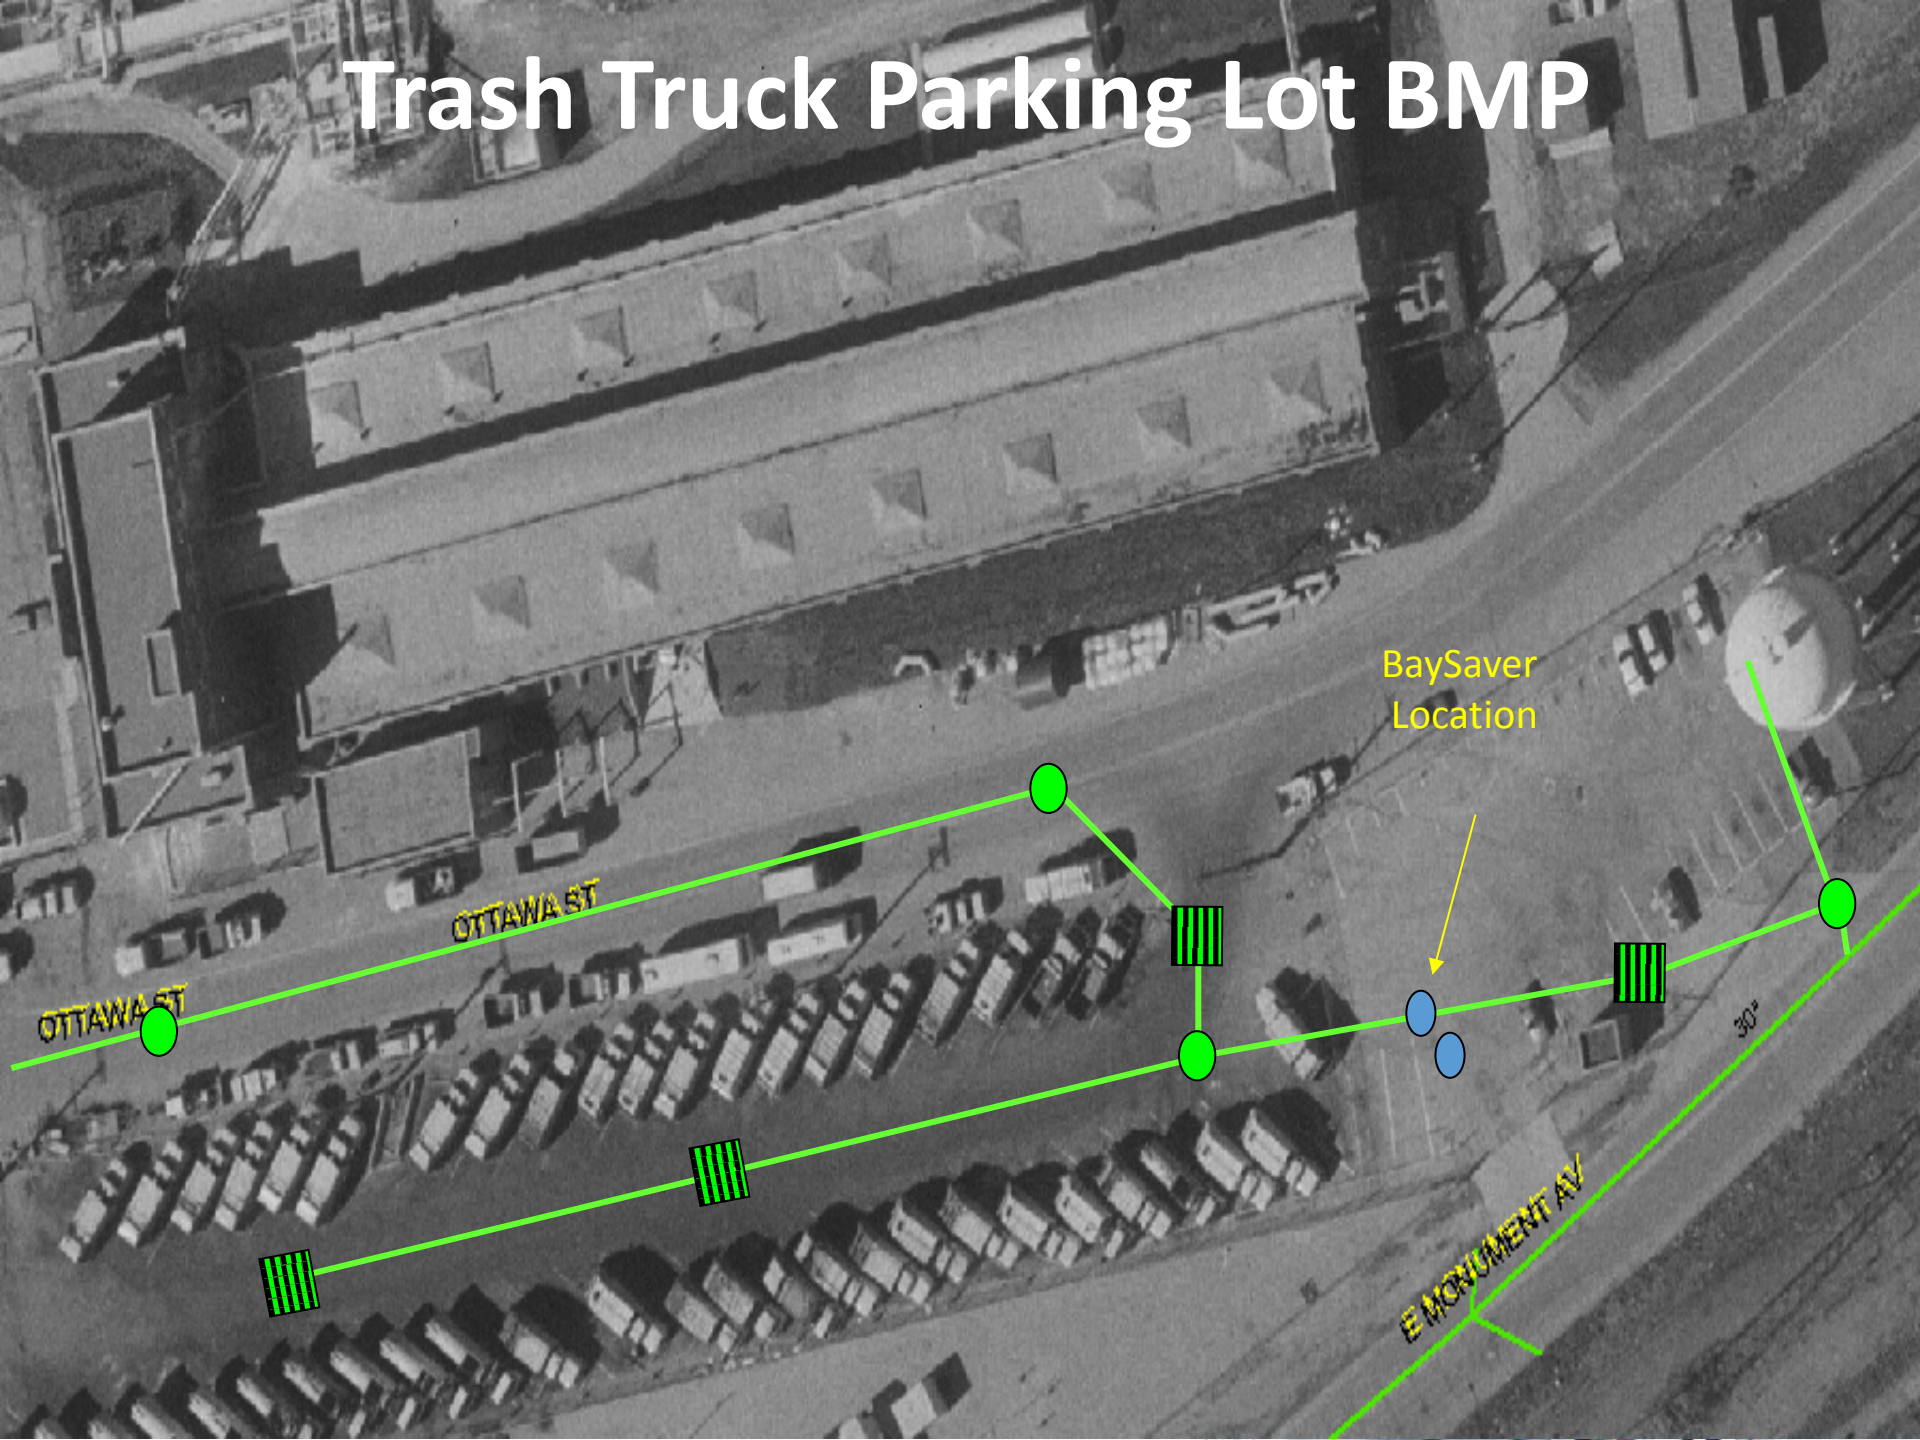 Trash Truck Parking Lot BMP
BaySaver
Location
OTTAWA ST
OTTAWA ST
30"
E MONUMENT AV